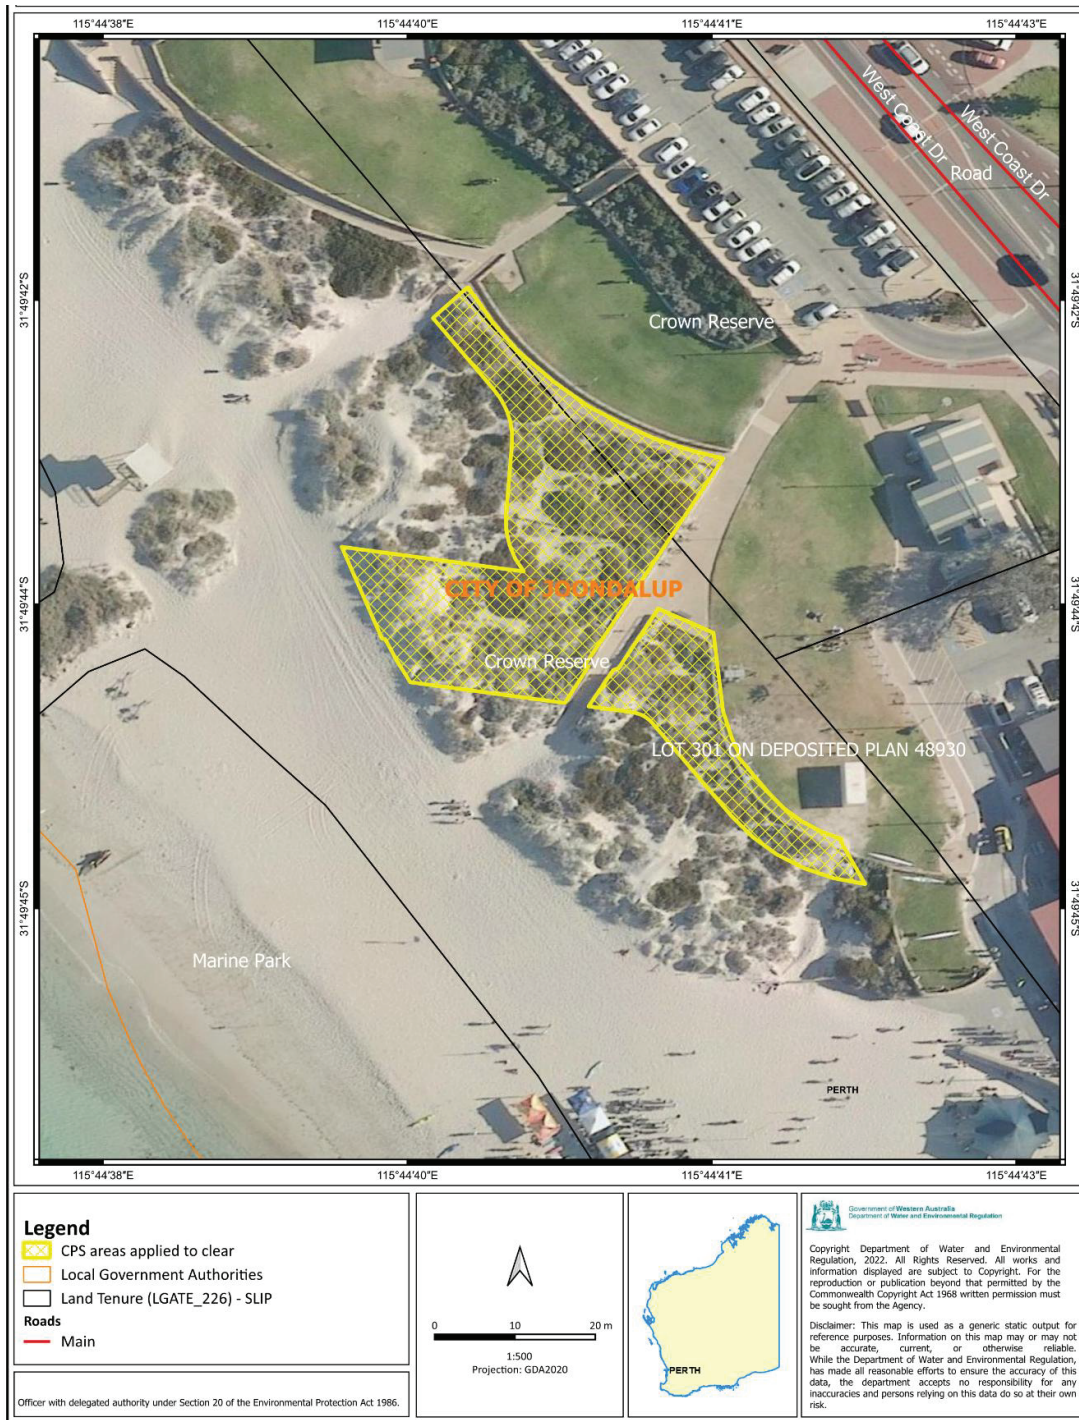 115°44'38"E 115°44'40"E 115°44'41"E 115°44'43"E
West Coast Dr
West Coast Dr
Road
31°49'42"S
31°49'42"S
Crown Reserve
31°49'44"S
CITY OF JOONDALUP
31°49'44"S
Crown Reserve
LOT 301 ON DEPOSITED PLAN 48930
31°49'45"S
31°49'45"S
Marine Park
PERTH
115°44'38"E 115°44'40"E 115°44'41"E 115°44'43"E
Legend
CPS areas applied to clear
Local Government Authorities
Land Tenure (LGATE_226) - SLIP
Roads
Main
Officer with delegated authority under Section 20 of the Environmental Protection Act 1986.
0 10 20 m
1:500
Projection: GDA2020
PERTH
Government of Western Australia
Department of Water and Environmental Regulation
Copyright Department of Water and Environmental
Regulation, 2022. All Rights Reserved. All works and
information displayed are subject to Copyright. For the
reproduction or publication beyond that permitted by the
Commonwealth Copyright Act 1968 written permission must
be sought from the Agency.
Disclaimer: This map is used as a generic static output for
reference purposes. Information on this map may or may not
be accurate, current, or otherwise reliable.
While the Department of Water and Environmental Regulation,
has made all reasonable efforts to ensure the accuracy of this
data, the department accepts no responsibility for any
inaccuracies and persons relying on this data do so at their own
risk.